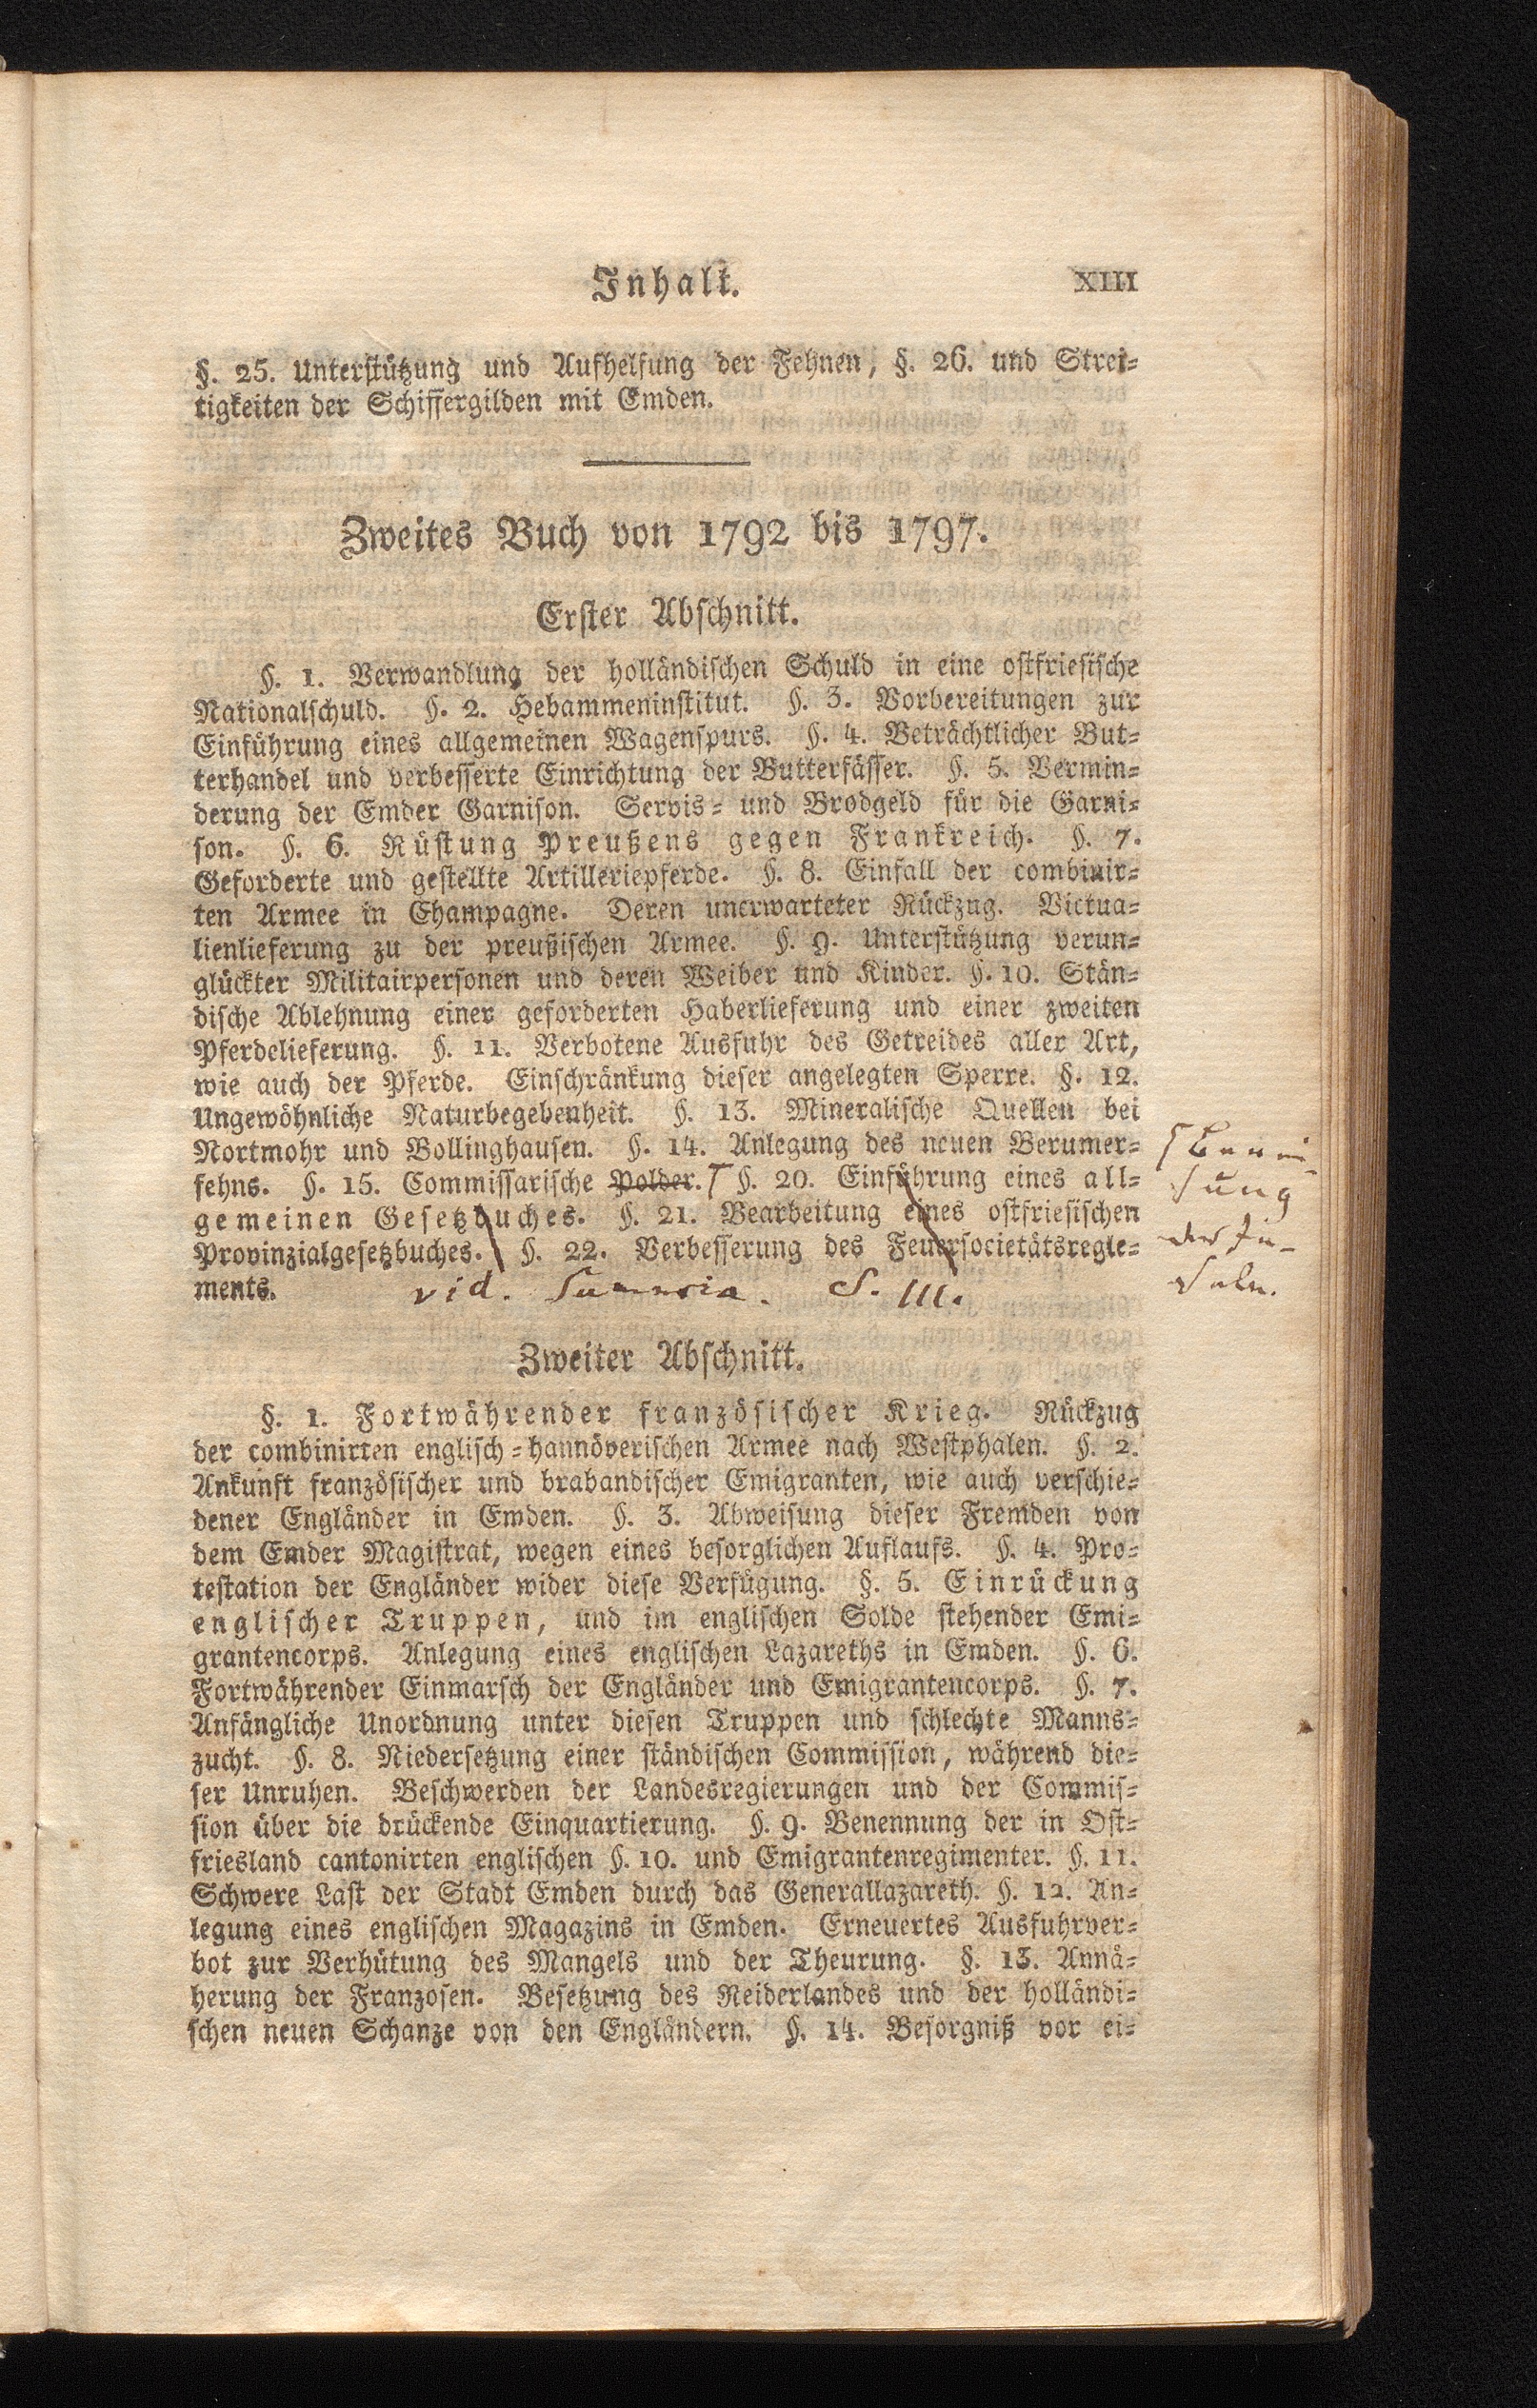 Inhalt. XIII
§. 25. Unterstützung und Aufhelfung der Fehnen, §. 26. und Strei-
tigkeiten der Schiffergilden mit Emden.
Zweites Buch von 1792 bis 1797.
Erster Abschnitt.
§. 1. Verwandlung der holländischen Schuld in eine ostfriesische
Nationalschuld. §. 2. Hebammeninstitut. §. 3. Vorbereitungen zur
Einführung eines allgemeinen Wagenspurs. §. 4. Beträchtlicher But-
terhandel und verbesserte Einrichtung der Butterfässer. §. 5. Vermin-
derung der Emder Garnison. Servis- und Brodgeld für die Garni-
son. §. 6. Rüstung Preußens gegen Frankreich. §. 7.
Geforderte und gestellte Artilleriepferde. §. 8. Einfall der combinir-
ten Armee in Champagne. Deren unerwarteter Rückzug. Victua-
lienlieferung zu der preußischen Armee. §. 9. Unterstützung verun-
glückter Militairpersonen und deren Weiber und Kinder. §. 10. Stän-
dische Ablehnung einer geforderten Haberlieferung und einer zweiten
Pferdelieferung. §. 11. Verbotene Ausfuhr des Getreides aller Art,
wie auch der Pferde. Einschränkung dieser angelegten Sperre. §. 12.
Ungewöhnliche Naturbegebenheit. §. 13. Mineralische Quellen bei
Nortmohr und Bollinghausen. §. 14. Anlegung des neuen Berumer-
fehns. §. 15. Commissarische Polder. §. 20. Einführung eines all-
gemeinen Gesetzbuches. §. 21. Bearbeitung eines ostfriesischen
Provinzialgesetzbuches. §. 22. Verbesserung des Feuersocietätsregle-
ments. vid. S. III.
sung
der In-
seln.
Zweiter Abschnitt.
§. 1. Fortwährender französischer Krieg. Rückzug
der combinirten englisch-hannöverischen Armee nach Westphalen. §. 2.
Ankunft französischer und brabandischer Emigranten, wie auch verschie-
dener Engländer in Emden. §. 3. Abweisung dieser Fremden von
dem Emder Magistrat, wegen eines besorglichen Auflaufs. §. 4. Pro-
testation der Engländer wider diese Verfügung. §. 5. Einrückung
englischer Truppen, und im englischen Solde stehender Emi-
grantencorps. Anlegung eines englischen Lazareths in Emden. §. 6.
Fortwährender Einmarsch der Engländer und Emigrantencorps. §. 7.
Anfängliche Unordnung unter diesen Truppen und schlechte Manns-
zucht. §. 8. Niedersetzung einer ständischen Commission, während die-
ser Unruhen. Beschwerden der Landesregierungen und der Commis-
sion über die drückende Einquartierung. §. 9. Benennung der in Ost-
friesland cantonirten englischen §. 10. und Emigrantenregimenter. §. 11.
Schwere Last der Stadt Emden durch das Generallazareth. §. 12. An-
legung eines englischen Magazins in Emden. Erneuertes Ausfuhrver-
bot zur Verhütung des Mangels und der Theurung. §. 13. Annä-
herung der Franzosen. Besetzung des Reiderlandes und der holländi-
schen neuen Schanze von den Engländern. §. 14. Besorgniß vor ei-